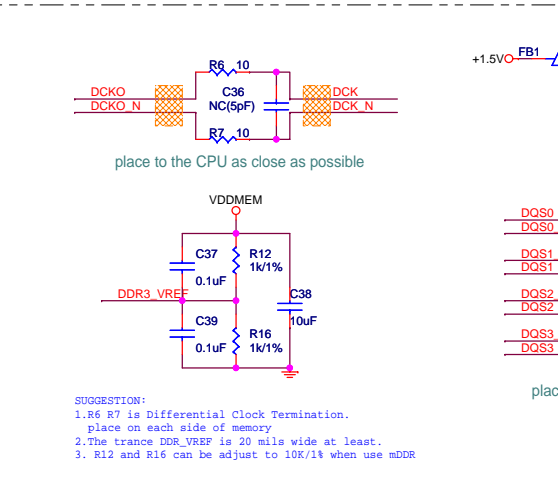 R6 10
DCKO
DCKO_N
C36
NC(5pF)
DCK
DCK_N
R7 10
place to the CPU as close as possible
+1.5V
FB1
VDDMEM
C37
0.1uF
R12
1k/1%
DDR3_VREF
C38
10uF
C39
0.1uF
R16
1k/1%
DQS0
DQS0
DQS1
DQS1
DQS2
DQS2
DQS3
DQS3
plac
SUGGESTION:
1.R6 R7 is Differential Clock Termination.
place on each side of memory
2.The trance DDR_VREF is 20 mils wide at least.
3. R12 and R16 can be adjust to 10K/1% when use mDDR